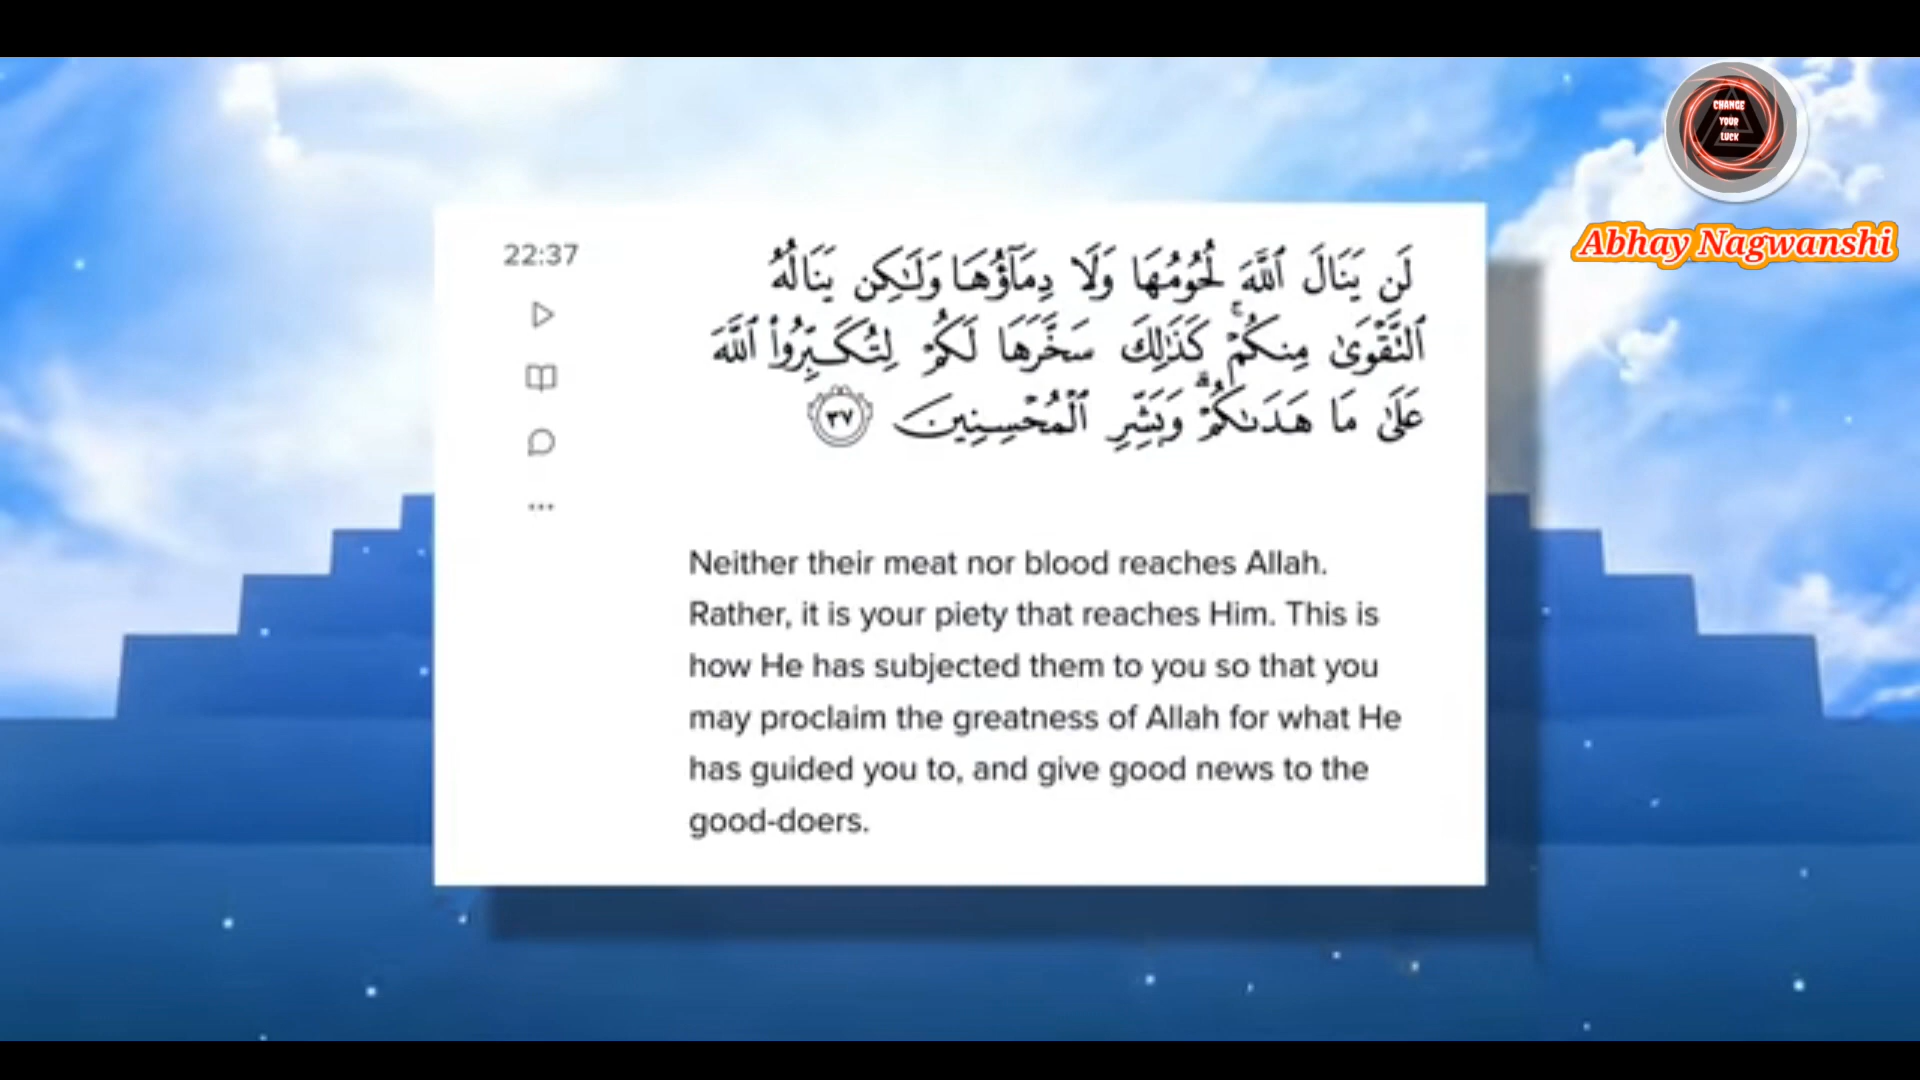 CHANGE
YOUR
LUCK
Abhay Nagwanshi
22:37
لَن يَنَالَ ٱللَّهَ لُحُومُهَا وَلَا دِمَآؤُهَا وَلَـٰكِن يَنَالُهُ
ٱلتَّقْوَىٰ مِنكُمْ ۚ كَذَٰلِكَ سَخَّرَهَا لَكُمْ لِتُكَبِّرُوا۟ ٱللَّهَ
عَلَىٰ مَا هَدَىٰكُمْ ۗ وَبَشِّرِ ٱلْمُحْسِنِينَ ٣٧
Neither their meat nor blood reaches Allah.
Rather, it is your piety that reaches Him. This is
how He has subjected them to you so that you
may proclaim the greatness of Allah for what He
has guided you to, and give good news to the
good-doers.